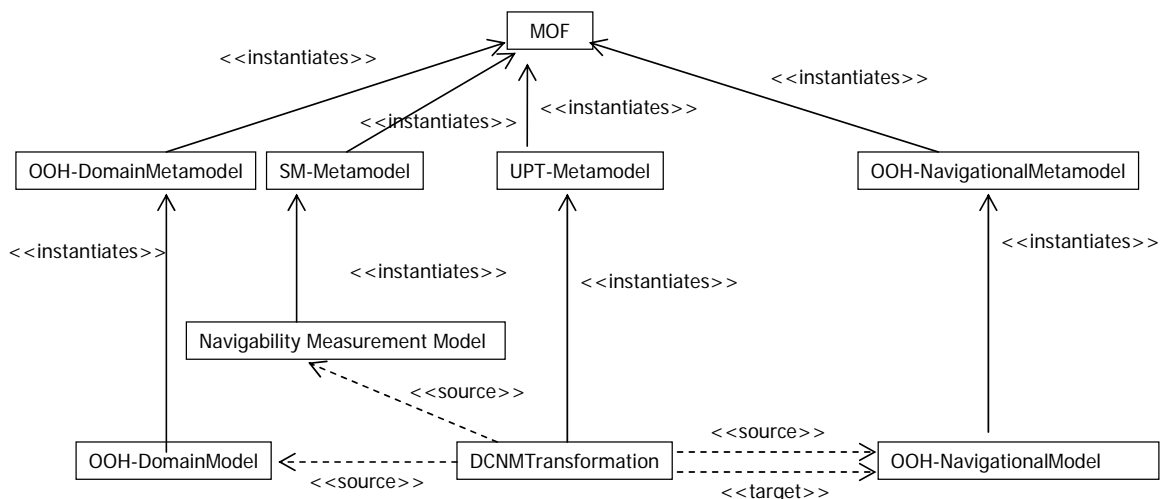 MOF
<<instantiates>>
<<instantiates>>
<<instantiates>>
<<instantiates>>
OOH-DomainMetamodel
SM-Metamodel
UPT-Metamodel
OOH-NavigationalMetamodel
<<instantiates>>
<<instantiates>>
<<instantiates>>
<<instantiates>>
Navigability Measurement Model
<<source>>
<<source>>
OOH-DomainModel
DCNMTransformation
OOH-NavigationalModel
<<source>>
<<target>>